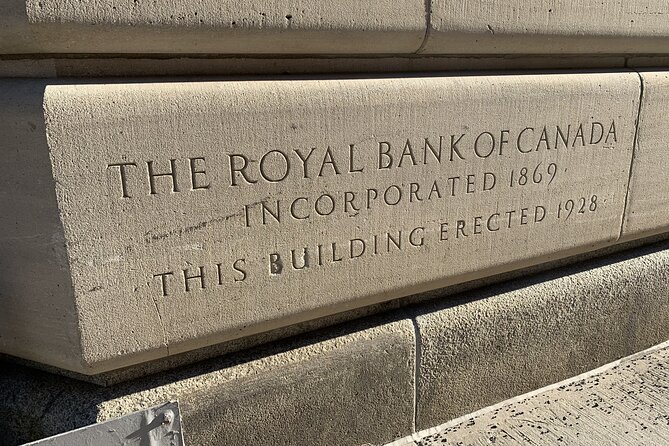 THE ROYAL BANK OF CANADA
INCORPORATED 1869
THIS BUILDING ERECTED 1928